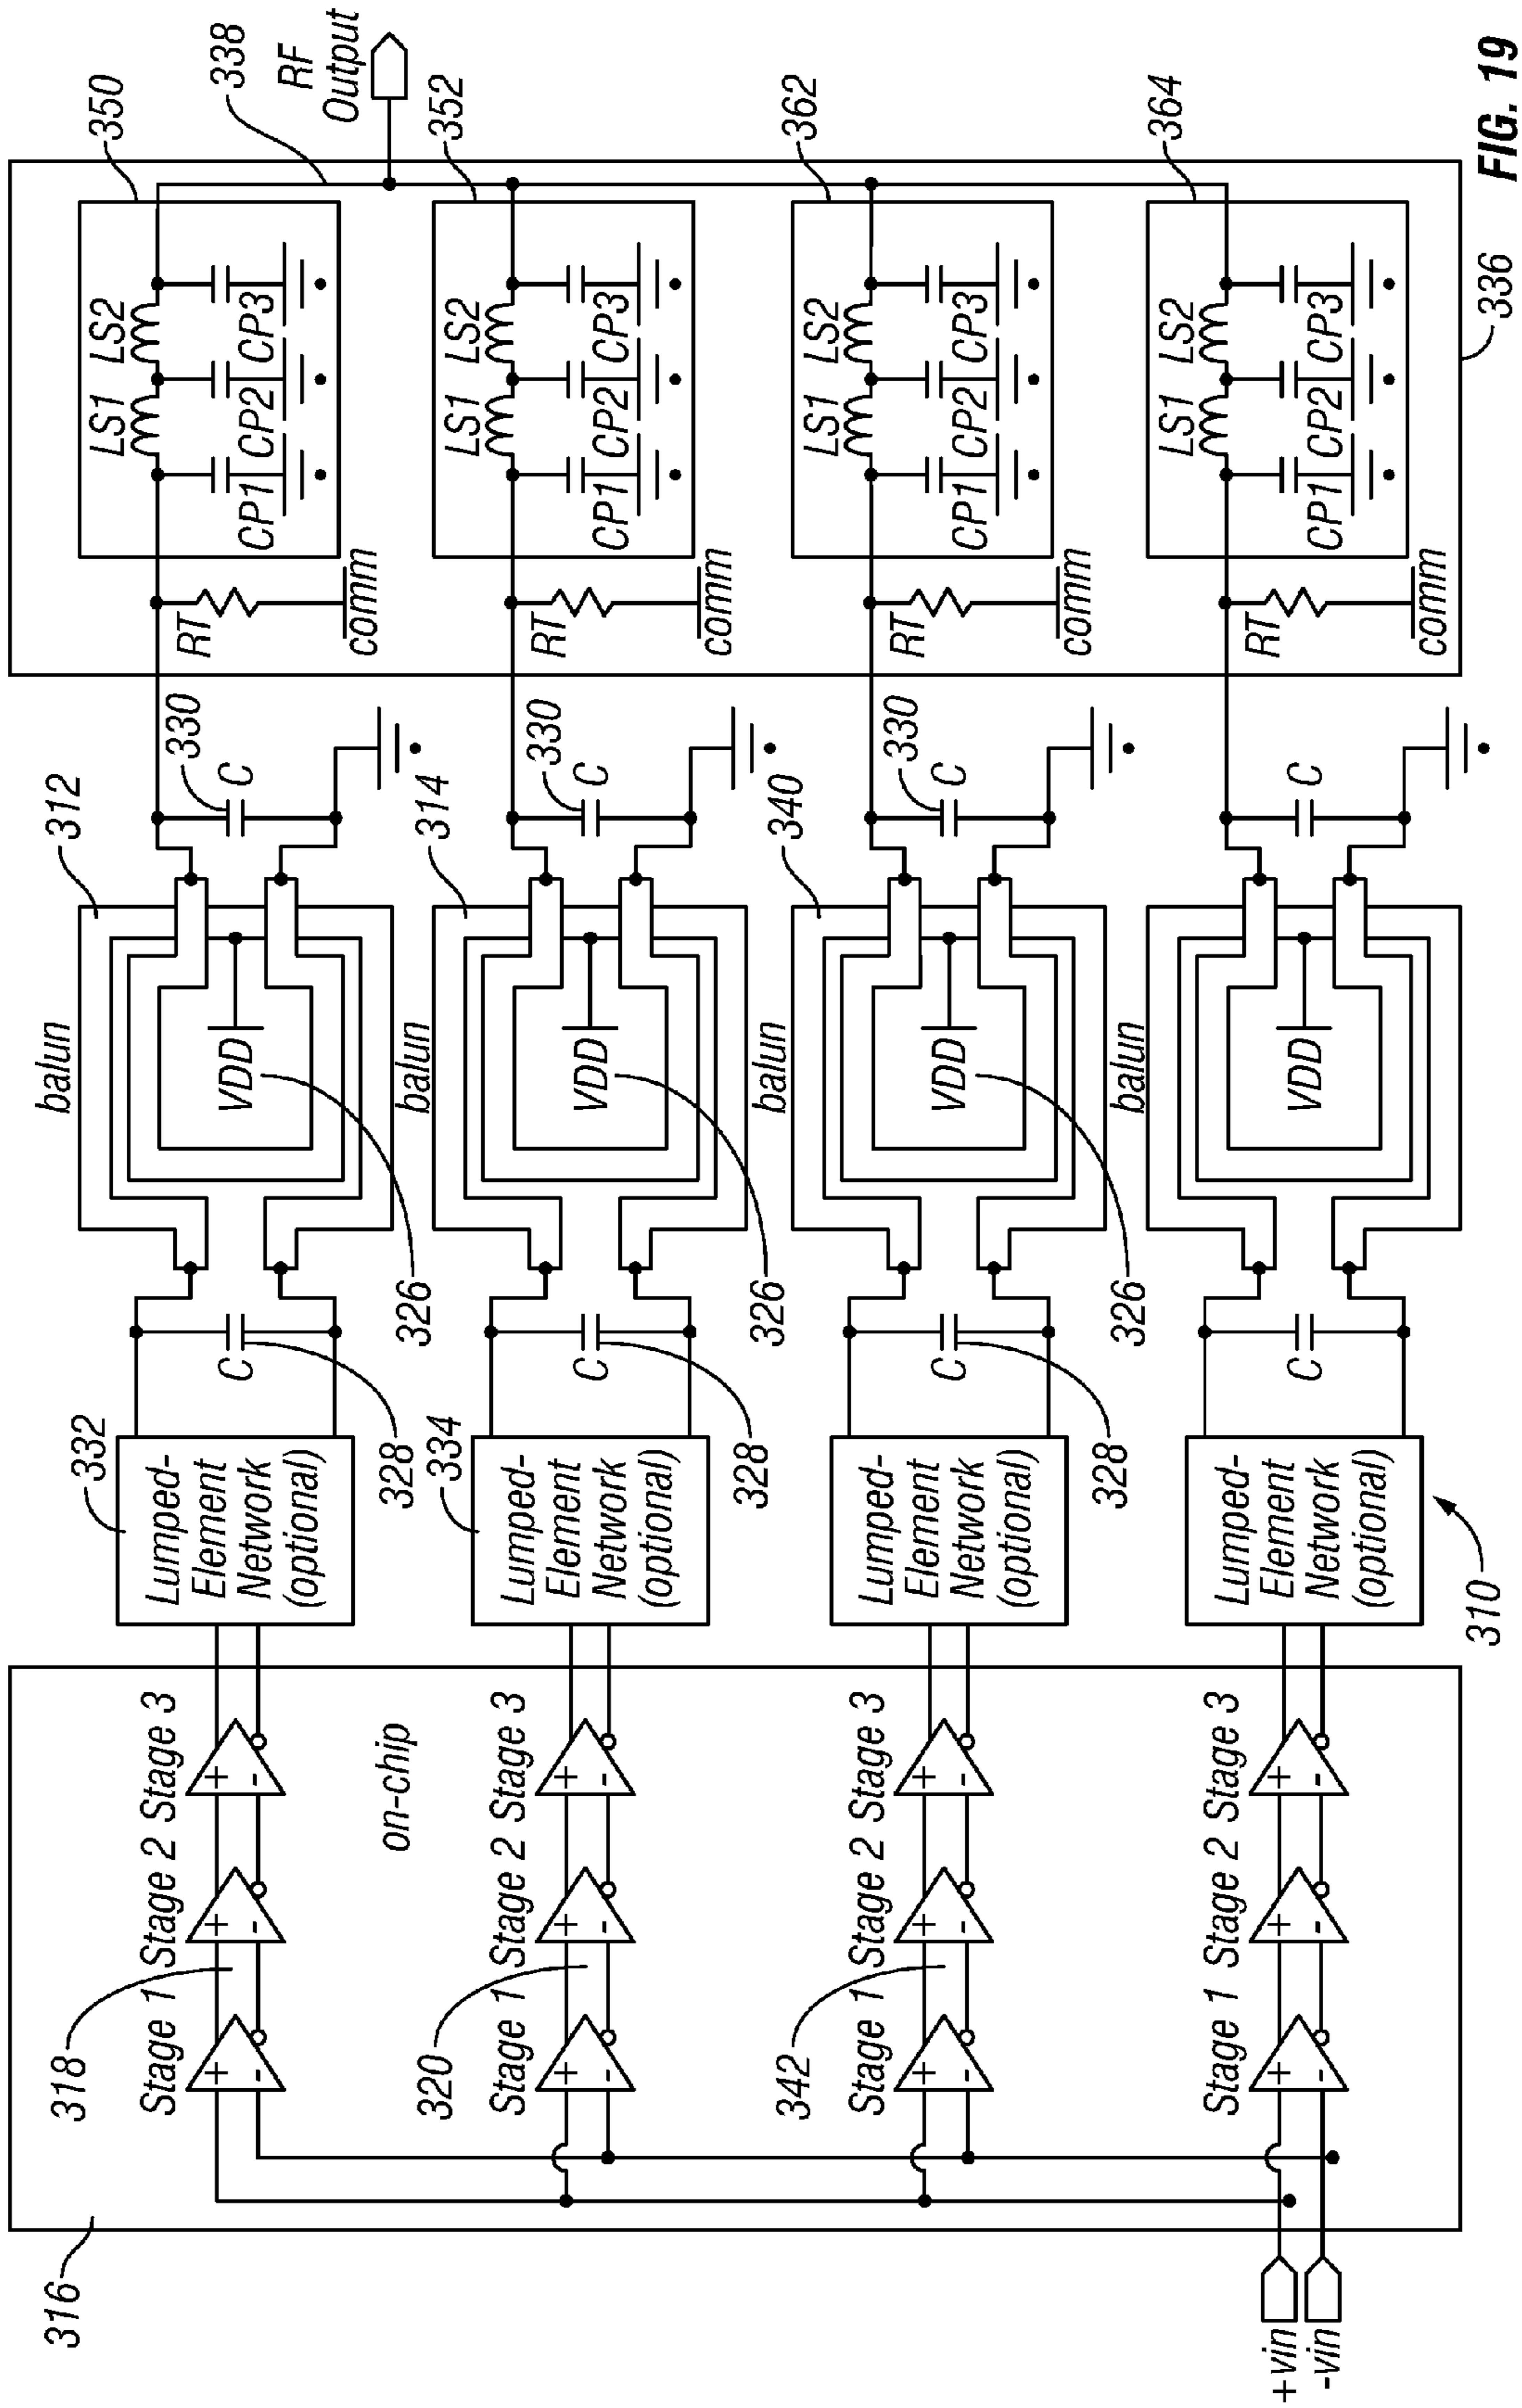 316
318
Stage 1 Stage 2 Stage 3
332
Lumped-
Element
Network
(optional)
328
C
326
balun
VDD
312
330
C
RT
comm
350
LS1 LS2
CP1 CP2 CP3
338
RF
Output
on-chip
320
Stage 1 Stage 2 Stage 3
334
Lumped-
Element
Network
(optional)
328
C
326
balun
VDD
314
330
C
RT
comm
352
LS1 LS2
CP1 CP2 CP3
342
Stage 1 Stage 2 Stage 3
Lumped-
Element
Network
(optional)
328
C
326
balun
VDD
340
330
C
RT
comm
362
LS1 LS2
CP1 CP2 CP3
+vin
-vin
Stage 1 Stage 2 Stage 3
Lumped-
Element
Network
(optional)
310
C
balun
VDD
C
RT
comm
364
LS1 LS2
CP1 CP2 CP3
336
FIG. 19
+ - + - + -
+ - + - + -
+ - + - + -
+ - + - + -